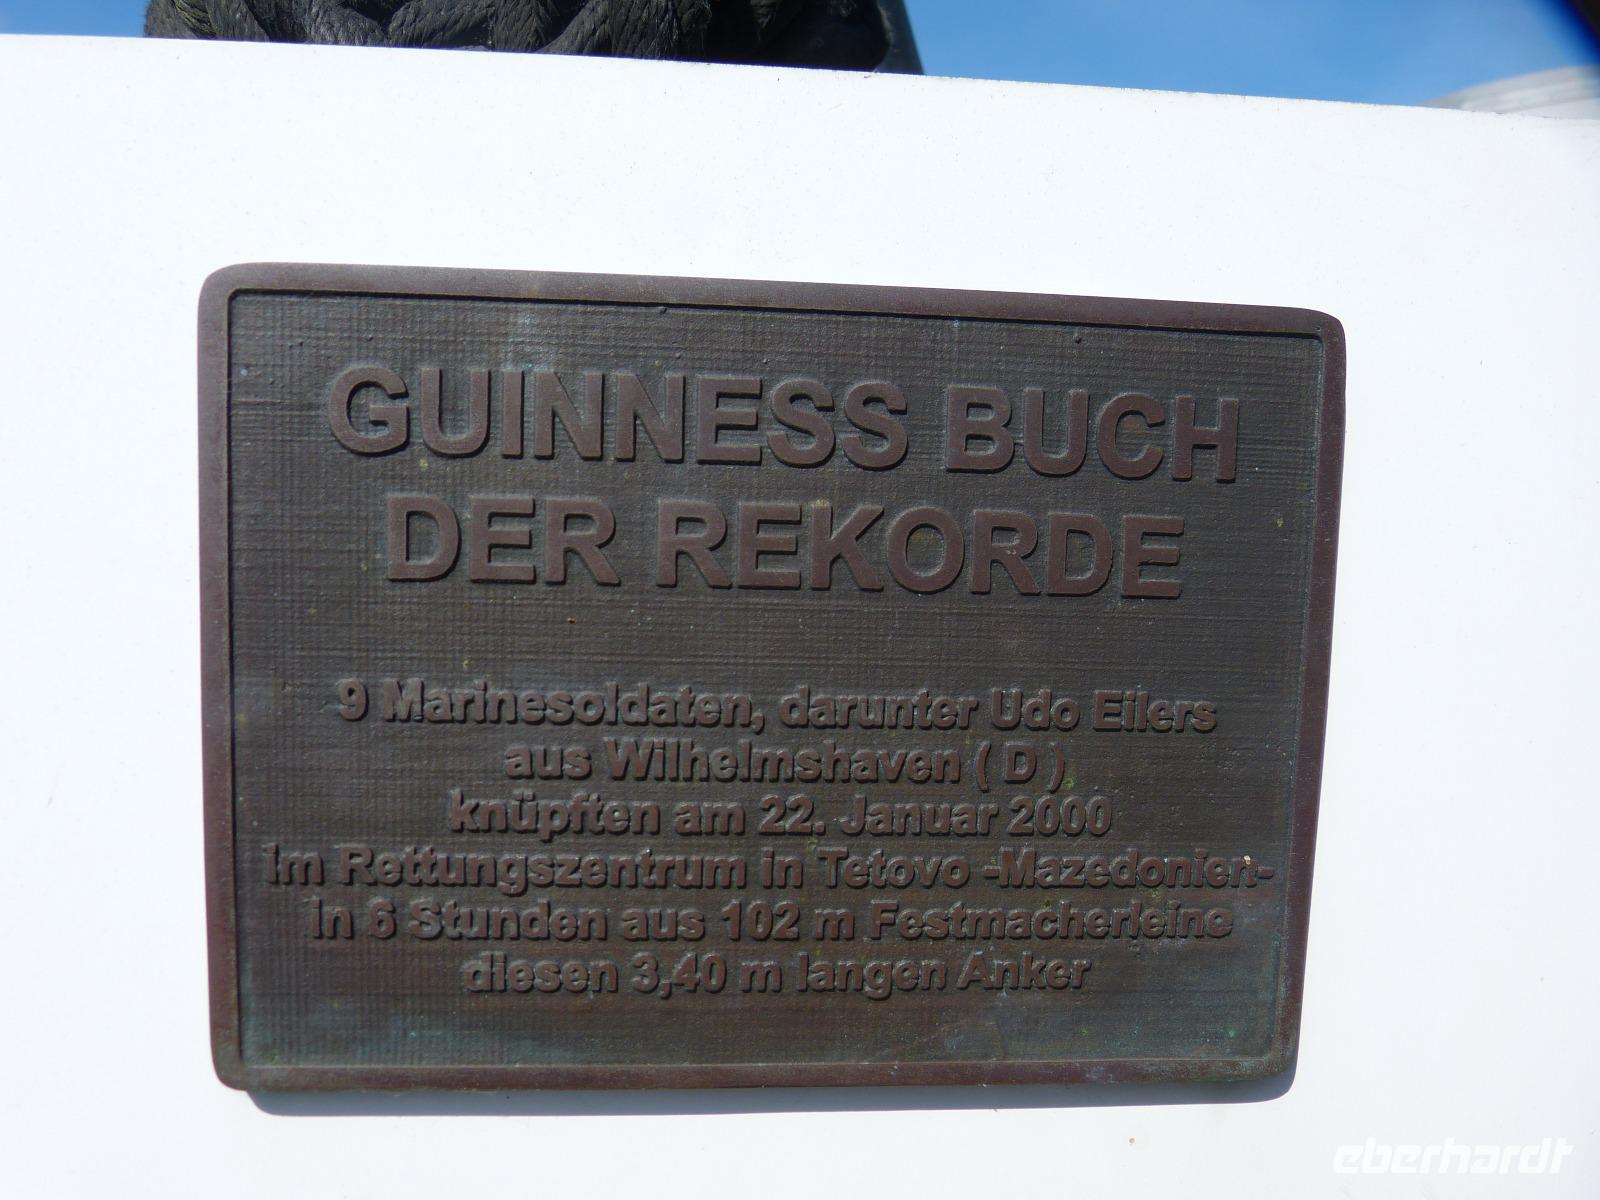 GUINNESS BUCH
DER REKORDE
9 Marinesoldaten, darunter Udo Eilers
aus Wilhelmshaven ( D )
knüpften am 22. Januar 2000
im Rettungszentrum in Tetovo -Mazedonien-
in 6 Stunden aus 102 m Festmacherleine
diesen 3,40 m langen Anker
eberhardt